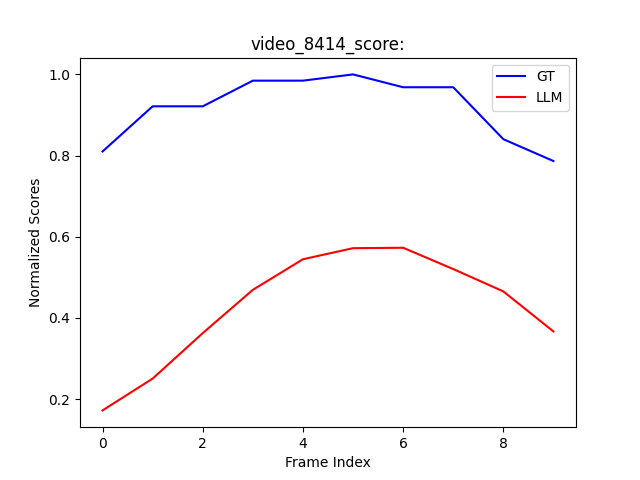 video_8414_score:
GT
LLM
Normalized Scores
1.0
0.8
0.6
0.4
0.2
0 2 4 6 8
Frame Index